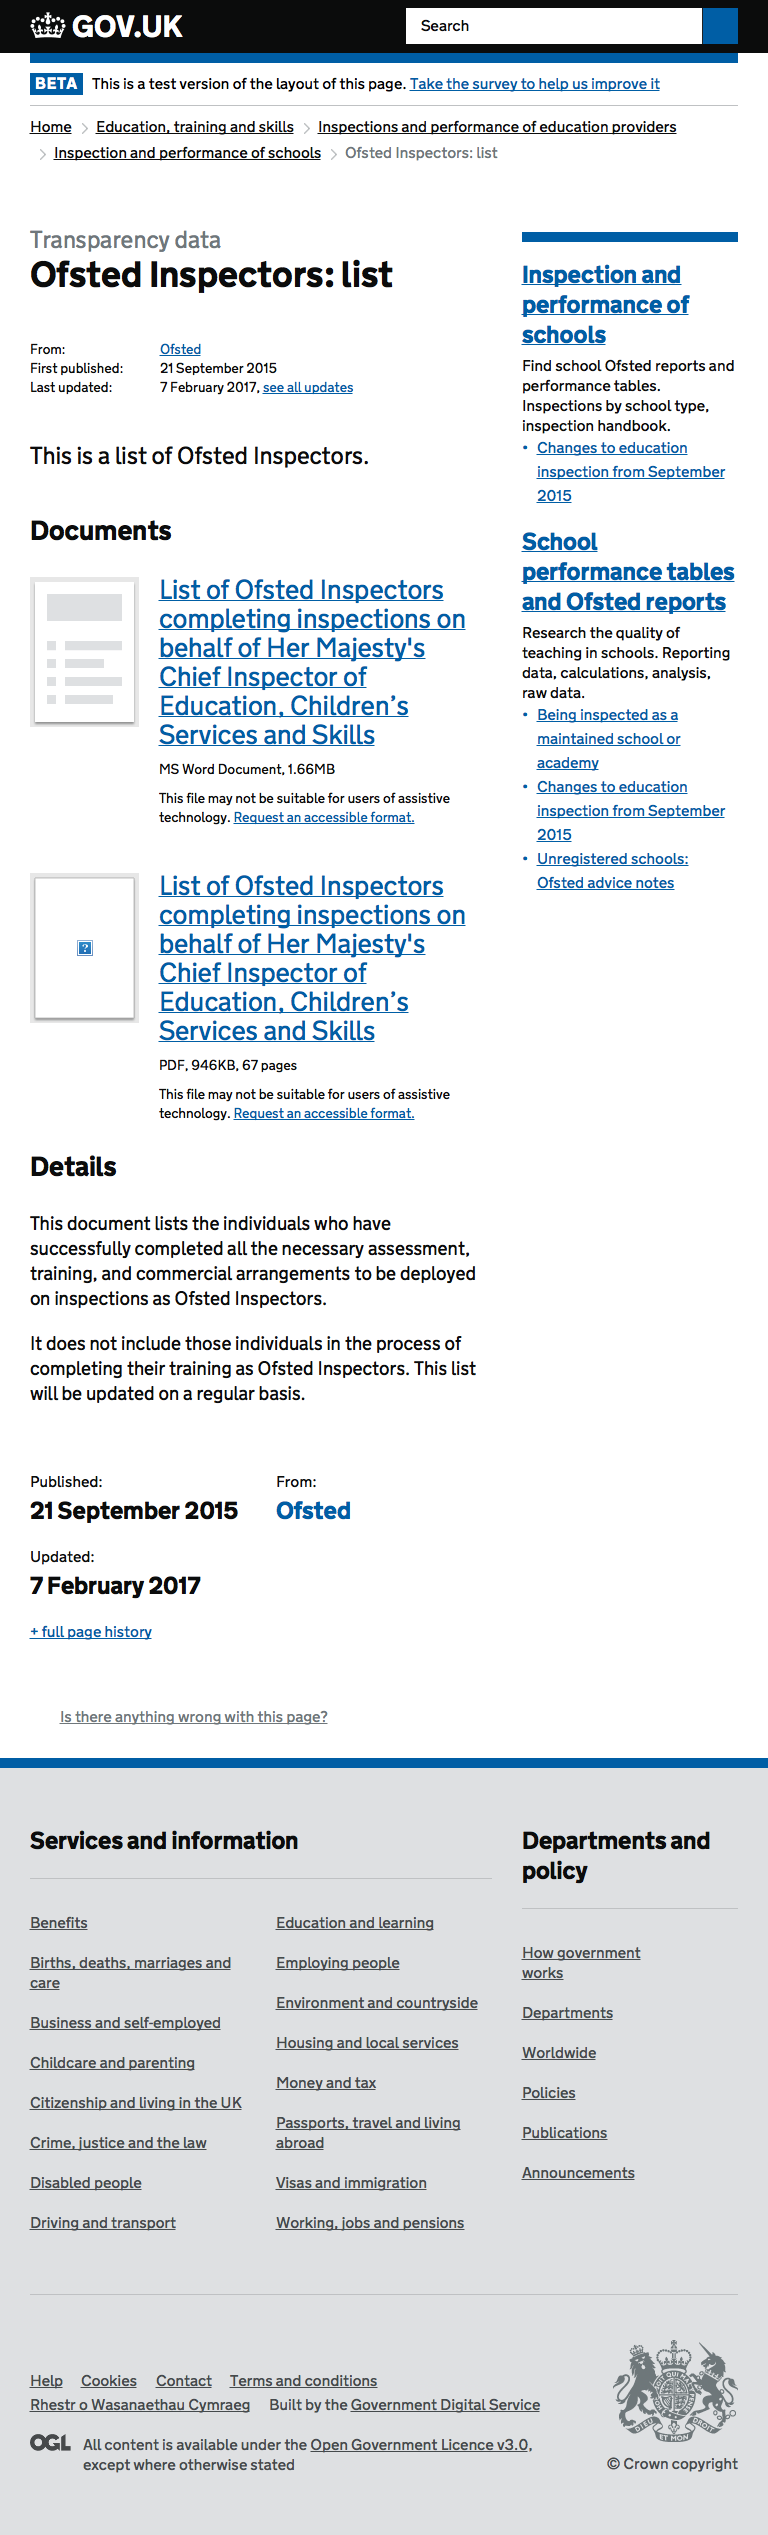 GOV.UK
Search
BETA This is a test version of the layout of this page. Take the survey to help us improve it
Home Education, training and skills Inspections and performance of education providers
Inspection and performance of schools Ofsted Inspectors: list
Transparency data
Ofsted Inspectors: list
From: Ofsted
First published: 21 September 2015
Last updated: 7 February 2017, see all updates
This is a list of Ofsted Inspectors.
Documents
List of Ofsted Inspectors
completing inspections on
behalf of Her Majesty's
Chief Inspector of
Education, Children’s
Services and Skills
MS Word Document, 1.66MB
This file may not be suitable for users of assistive
technology. Request an accessible format.
List of Ofsted Inspectors
completing inspections on
behalf of Her Majesty's
Chief Inspector of
Education, Children’s
Services and Skills
PDF, 946KB, 67 pages
This file may not be suitable for users of assistive
technology. Request an accessible format.
Details
This document lists the individuals who have
successfully completed all the necessary assessment,
training, and commercial arrangements to be deployed
on inspections as Ofsted Inspectors.
It does not include those individuals in the process of
completing their training as Ofsted Inspectors. This list
will be updated on a regular basis.
Published:
21 September 2015
From:
Ofsted
Updated:
7 February 2017
+ full page history
Inspection and
performance of
schools
Find school Ofsted reports and
performance tables.
Inspections by school type,
inspection handbook.
• Changes to education
inspection from September
2015
School
performance tables
and Ofsted reports
Research the quality of
teaching in schools. Reporting
data, calculations, analysis,
raw data.
• Being inspected as a
maintained school or
academy
• Changes to education
inspection from September
2015
• Unregistered schools:
Ofsted advice notes
Is there anything wrong with this page?
Services and information
Benefits
Births, deaths, marriages and
care
Business and self-employed
Childcare and parenting
Citizenship and living in the UK
Crime, justice and the law
Disabled people
Driving and transport
Education and learning
Employing people
Environment and countryside
Housing and local services
Money and tax
Passports, travel and living
abroad
Visas and immigration
Working, jobs and pensions
Departments and
policy
How government
works
Departments
Worldwide
Policies
Publications
Announcements
Help Cookies Contact Terms and conditions
Rhestr o Wasanaethau Cymraeg Built by the Government Digital Service
OGL All content is available under the Open Government Licence v3.0,
except where otherwise stated
DIEU ET MON DROIT
© Crown copyright